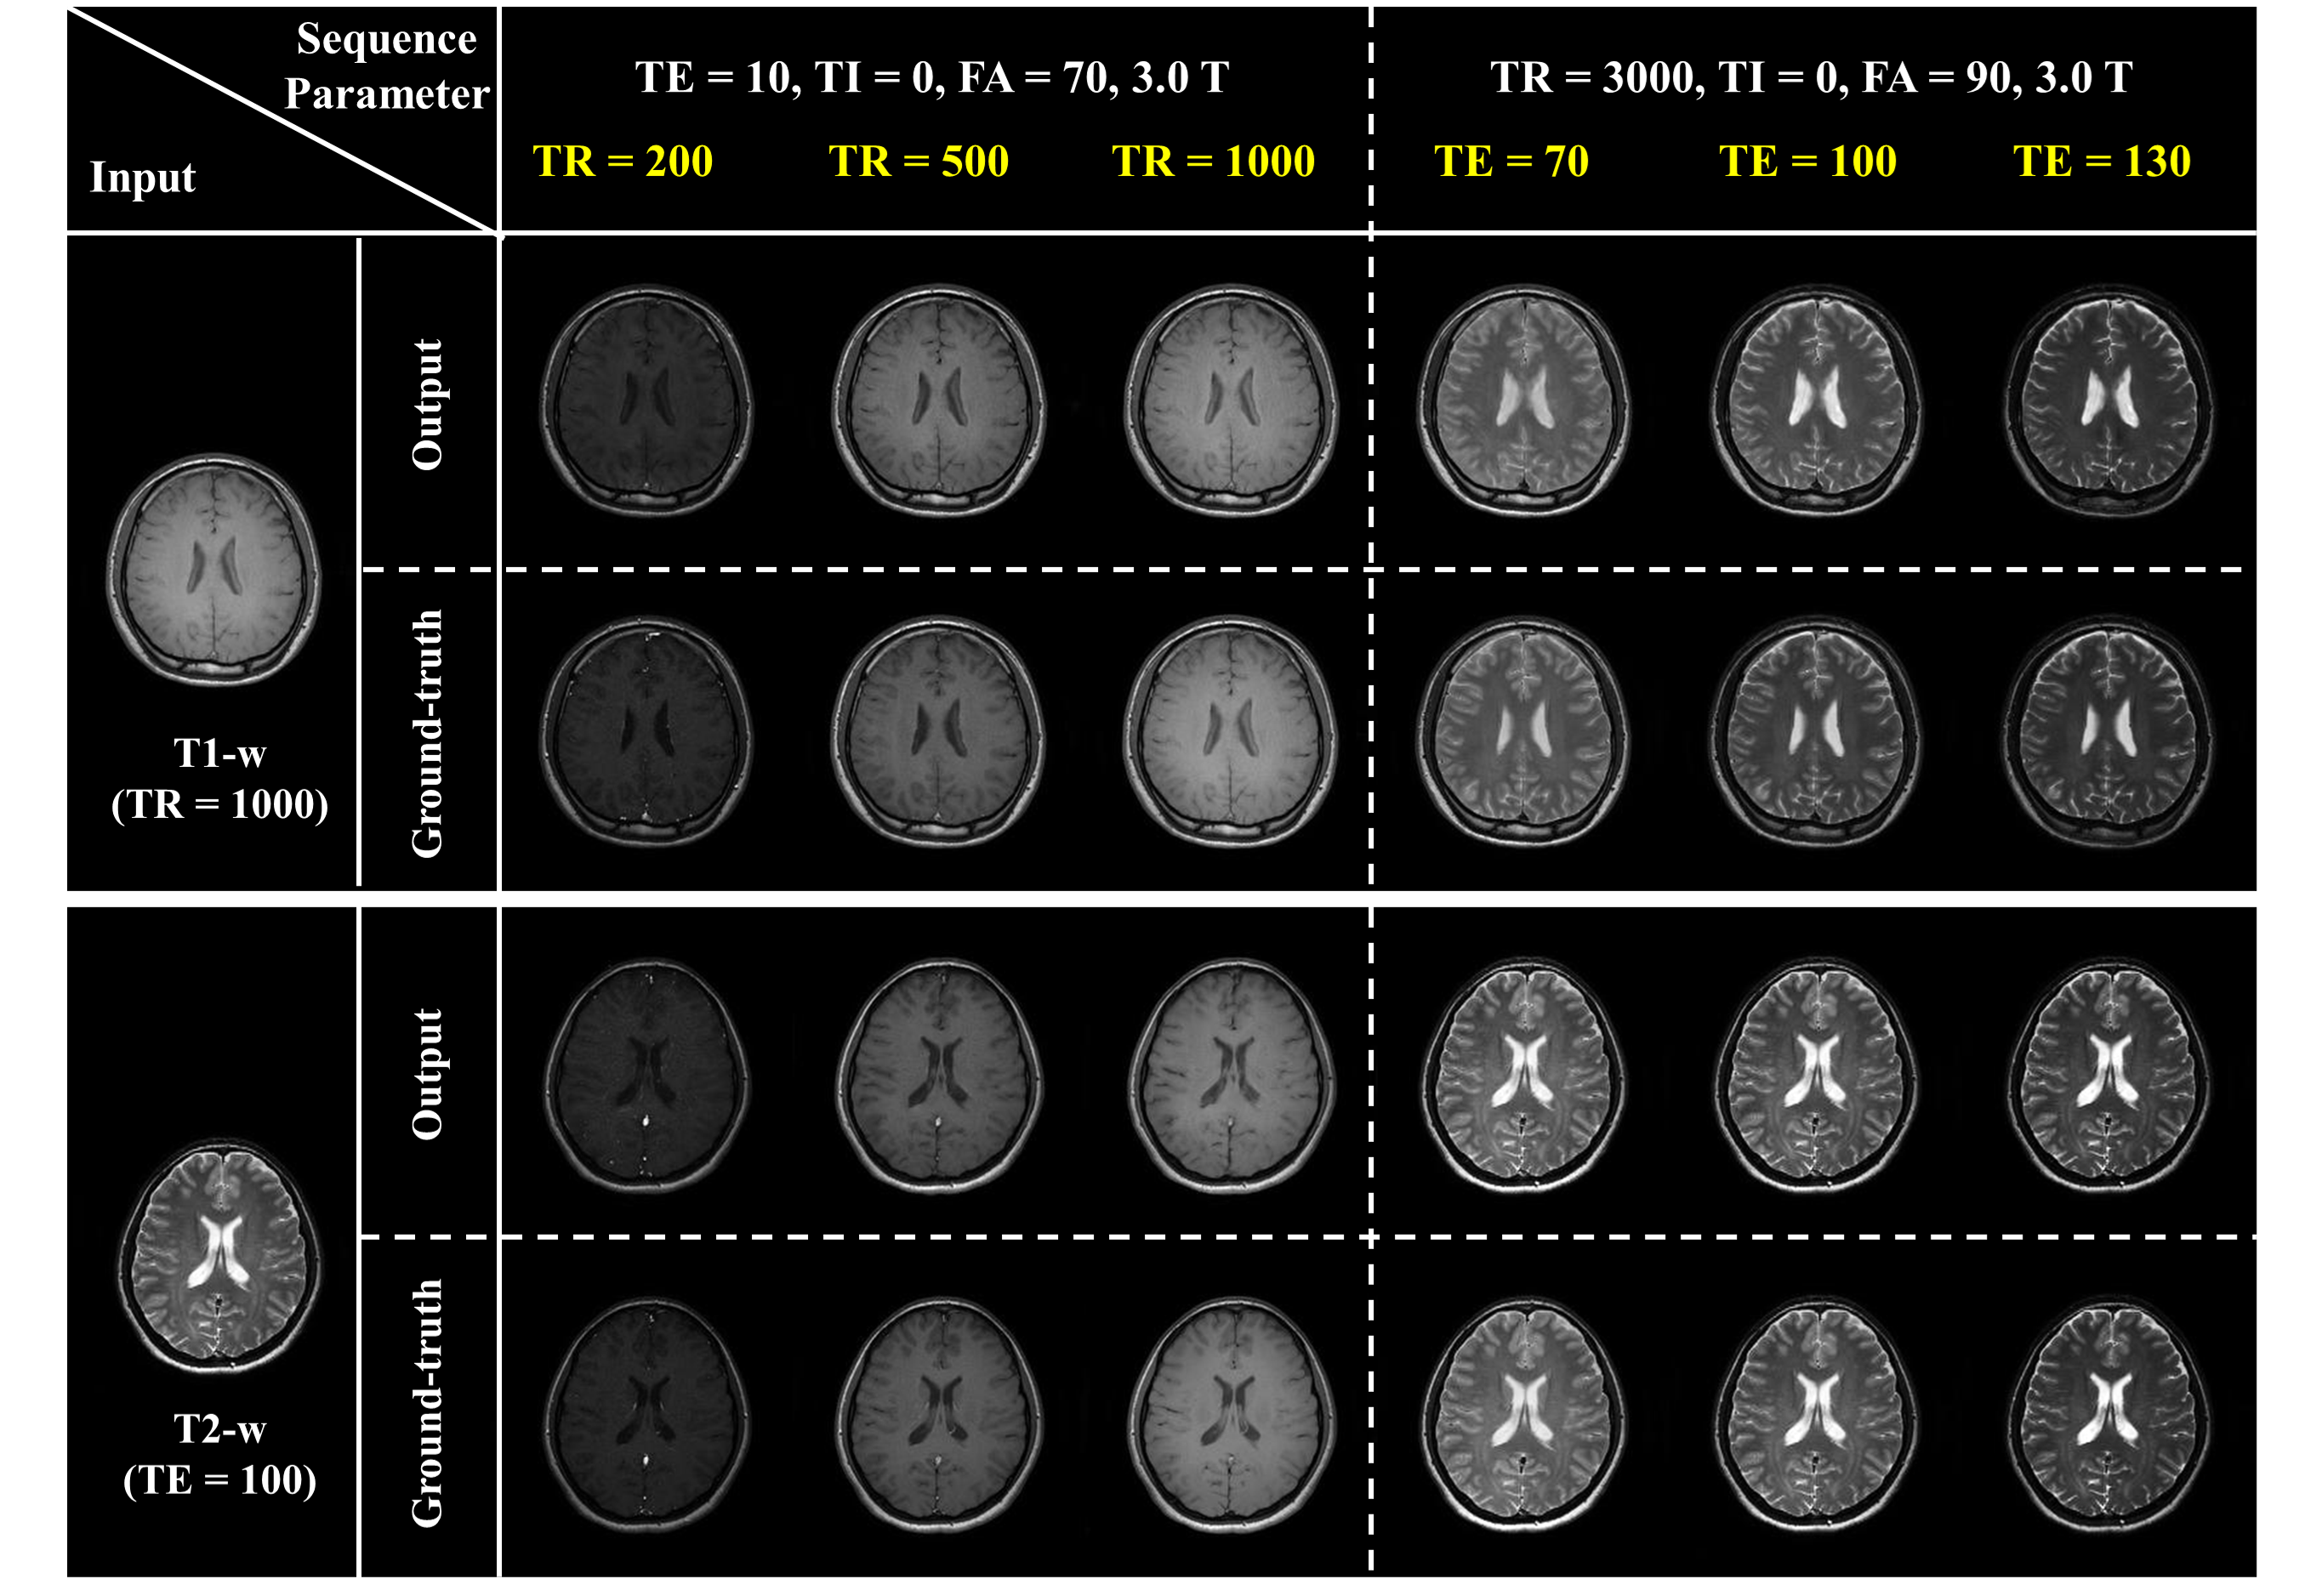 Sequence
Parameter
Input
TE = 10, TI = 0, FA = 70, 3.0 T
TR = 200
TR = 500
TR = 1000
TR = 3000, TI = 0, FA = 90, 3.0 T
TE = 70
TE = 100
TE = 130
T1-w
(TR = 1000)
Output
Ground-truth
T2-w
(TE = 100)
Output
Ground-truth